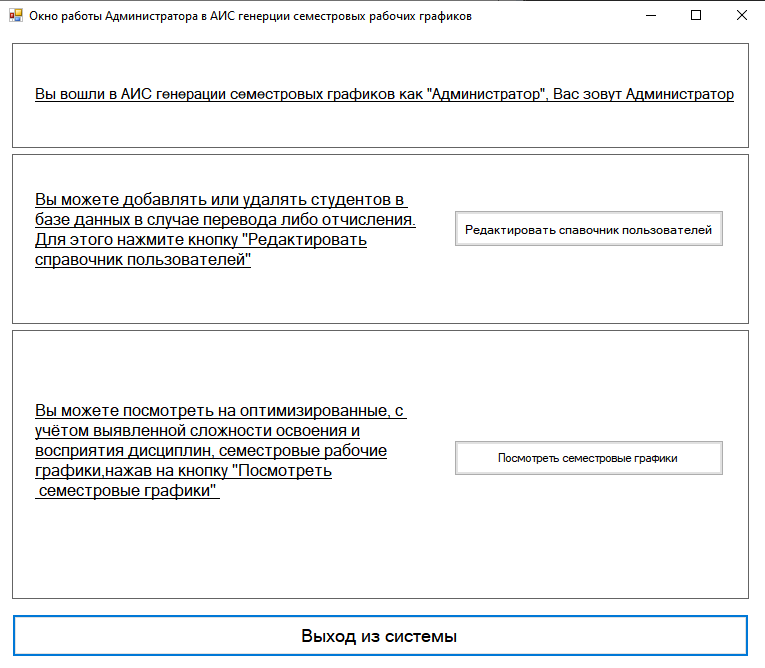 Окно работы Администратора в АИС генерции семестровых рабочих графиков
Вы вошли в АИС генерации семестровых графиков как "Администратор", Вас зовут Администратор
Вы можете добавлять или удалять студентов в
базе данных в случае перевода либо отчисления.
Для этого нажмите кнопку "Редактировать
справочник пользователей"
Редактировать спавочник пользователей
Вы можете посмотреть на оптимизированные, с
учётом выявленной сложности освоения и
восприятия дисциплин, семестровые рабочие
графики,нажав на кнопку "Посмотреть
семестровые графики"
Посмотреть семестровые графики
Выход из системы